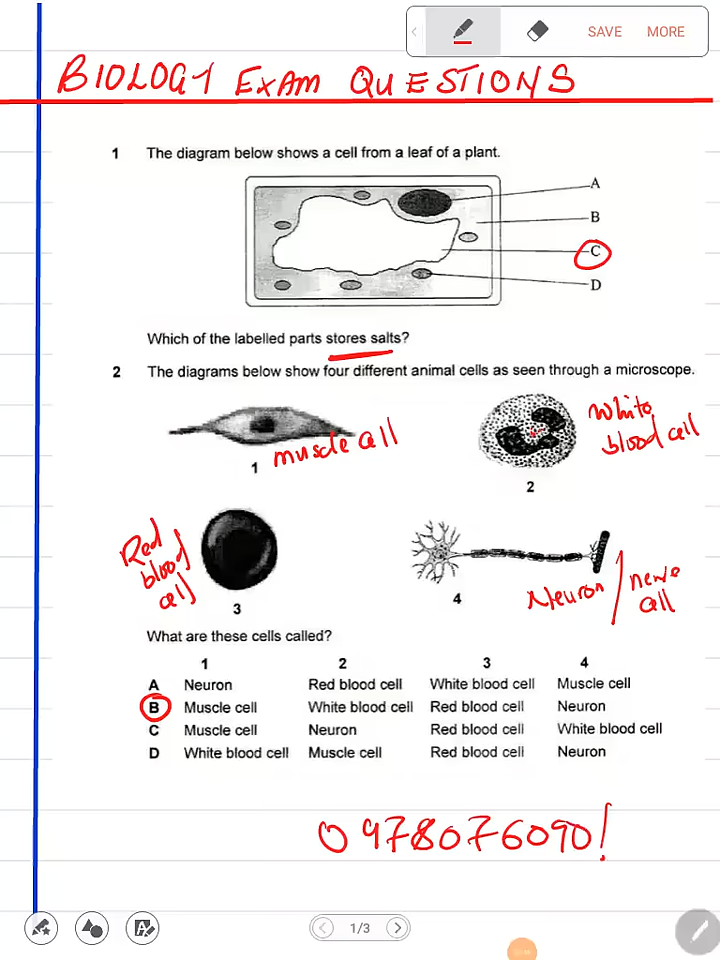 SAVE MORE
BIOLOGY EXAM QUESTIONS
1 The diagram below shows a cell from a leaf of a plant.
A
B
C
D
Which of the labelled parts stores salts?
2 The diagrams below show four different animal cells as seen through a microscope.
muscle cell
1
White
blood cell
2
Red
blood
cell
3
4
Neuron / nerve
cell
What are these cells called?
1 2 3 4
A Neuron Red blood cell White blood cell Muscle cell
B Muscle cell White blood cell Red blood cell Neuron
C Muscle cell Neuron Red blood cell White blood cell
D White blood cell Muscle cell Red blood cell Neuron
0978076090!
1/3